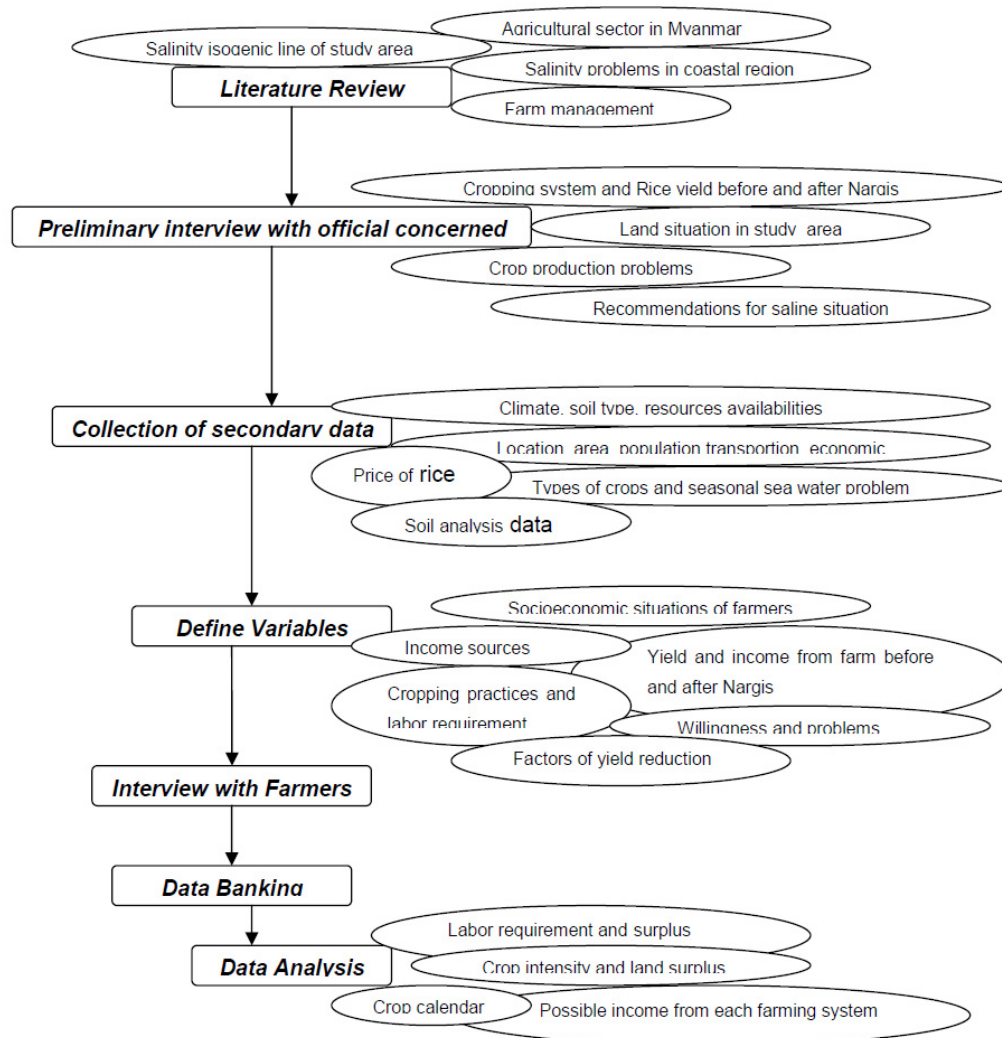 Agricultural sector in Myanmar
Salinity isogenic line of study area
Salinity problems in coastal region
Literature Review
Farm management
Cropping system and Rice yield before and after Nargis
Preliminary interview with official concerned
Land situation in study area
Crop production problems
Recommendations for saline situation
Climate, soil type, resources availabilities
Collection of secondary data
Location, area, population transportion, economic
Price of rice
Types of crops and seasonal sea water problem
Soil analysis data
Socioeconomic situations of farmers
Define Variables
Income sources
Yield and income from farm before
and after Nargis
Cropping practices and
labor requirement
Willingness and problems
Factors of yield reduction
Interview with Farmers
Data Banking
Labor requirement and surplus
Data Analysis
Crop intensity and land surplus
Crop calendar
Possible income from each farming system